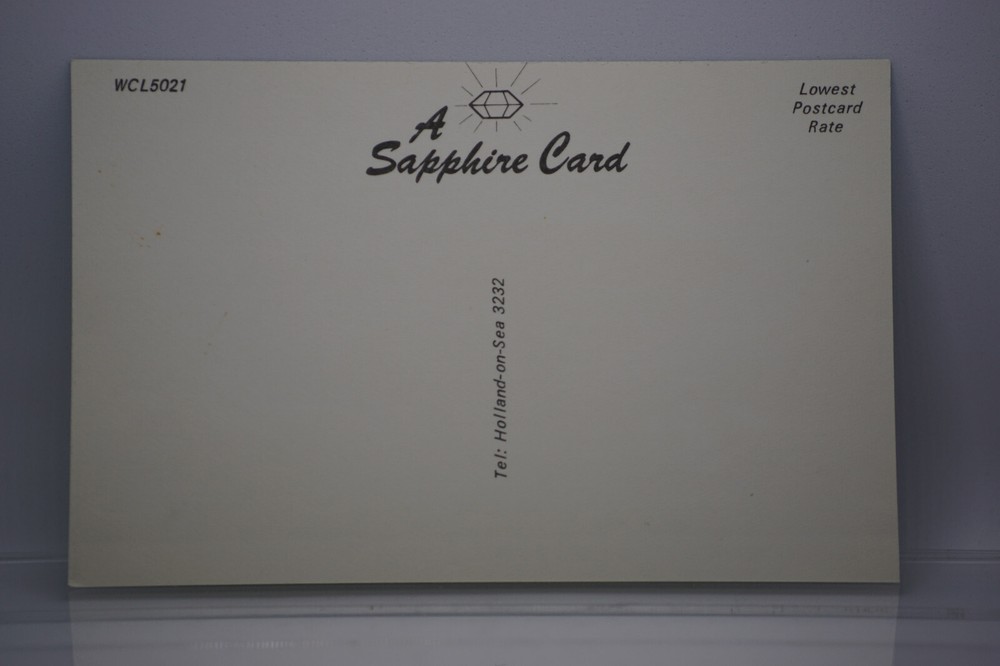 WCL5021
A
Sapphire Card
Lowest
Postcard
Rate
Tel: Holland-on-Sea 3232